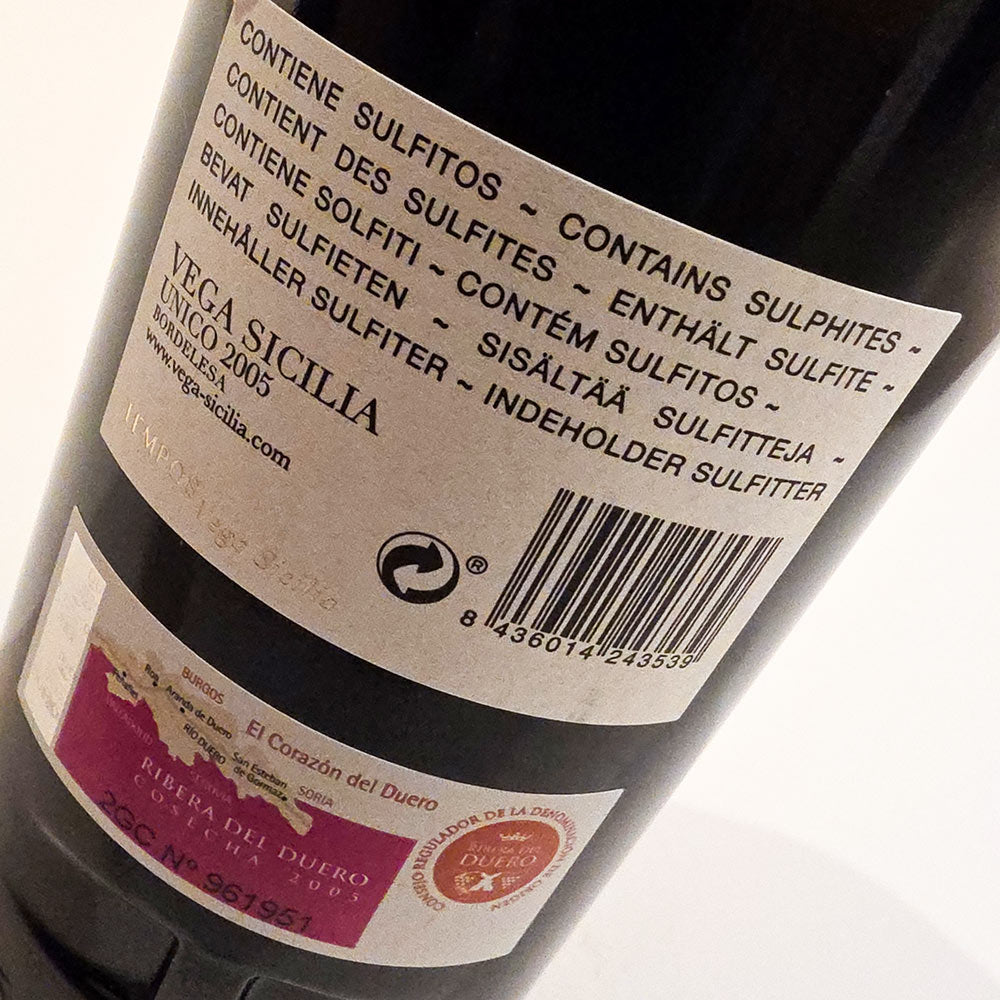 CONTIENE SULFITOS ~ CONTAINS SULPHITES ~
CONTIENT DES SULFITES ~ ENTHÄLT SULFITE ~
CONTIENE SOLFITI ~ CONTÉM SULFITOS ~
BEVAT SULFIETEN ~ SISÄLTÄÄ SULFITTEJA ~
INNEHÅLLER SULFITER ~ INDEHOLDER SULFITTER
VEGA SICILIA
UNICO 2005
BORDELESA
www.vega-sicilia.com
TEMPOS Vega Sicilia
®
8 436014 243539
BURGOS
El Corazón del Duero
Roa
Aranda de Duero
RÍO DUERO
San Esteban
de Gormaz
SORIA
SEGOVIA
RIBERA DEL DUERO
COSECHA 2005
2GC Nº 961951
CONSEJO REGULADOR DE LA DENOMINACIÓN DE ORIGEN
RIBERA DEL
DUERO